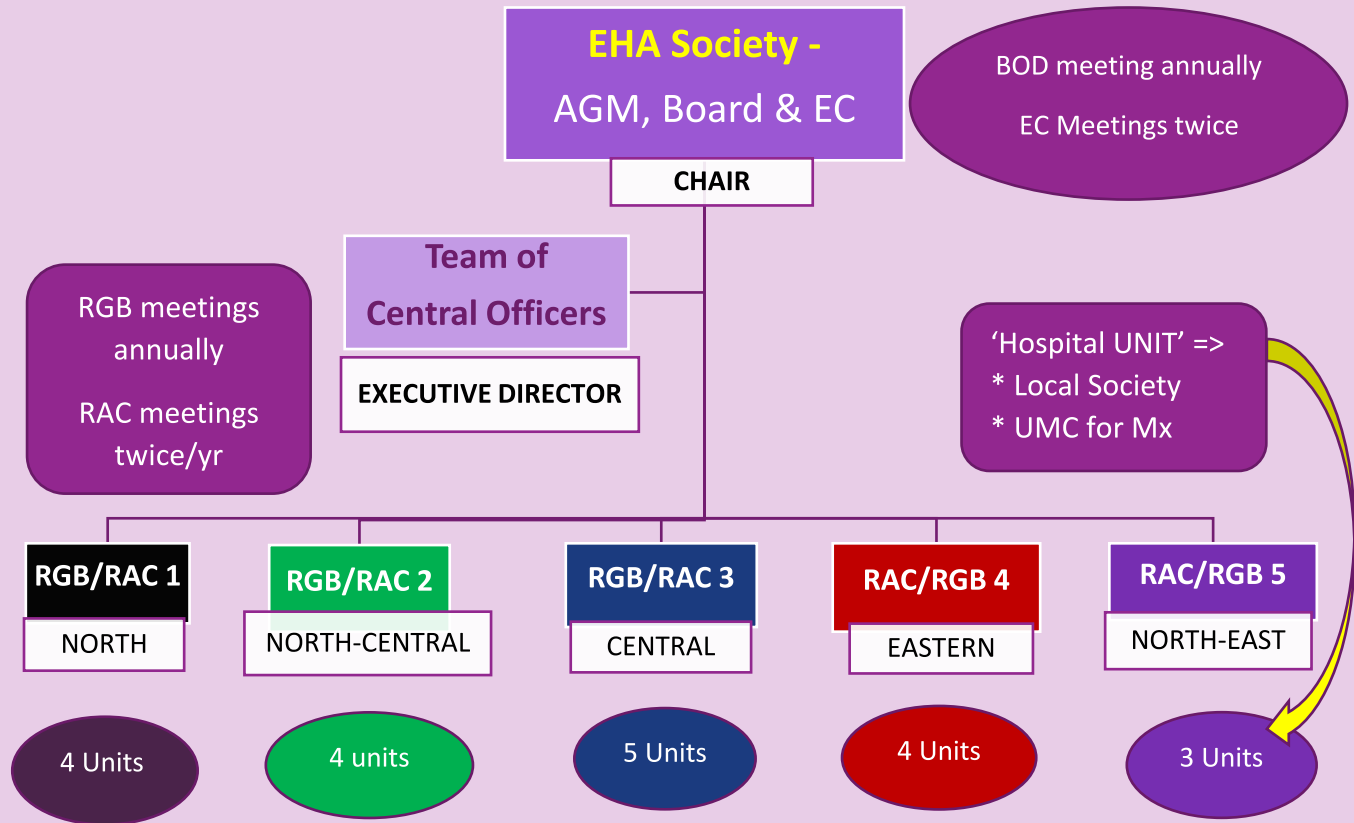 EHA Society -
AGM, Board & EC
CHAIR
BOD meeting annually
EC Meetings twice
Team of
Central Officers
EXECUTIVE DIRECTOR
RGB meetings
annually
RAC meetings
twice/yr
‘Hospital UNIT’ =>
* Local Society
* UMC for Mx
RGB/RAC 1
NORTH
RGB/RAC 2
NORTH-CENTRAL
RGB/RAC 3
CENTRAL
RAC/RGB 4
EASTERN
RAC/RGB 5
NORTH-EAST
4 Units
4 units
5 Units
4 Units
3 Units